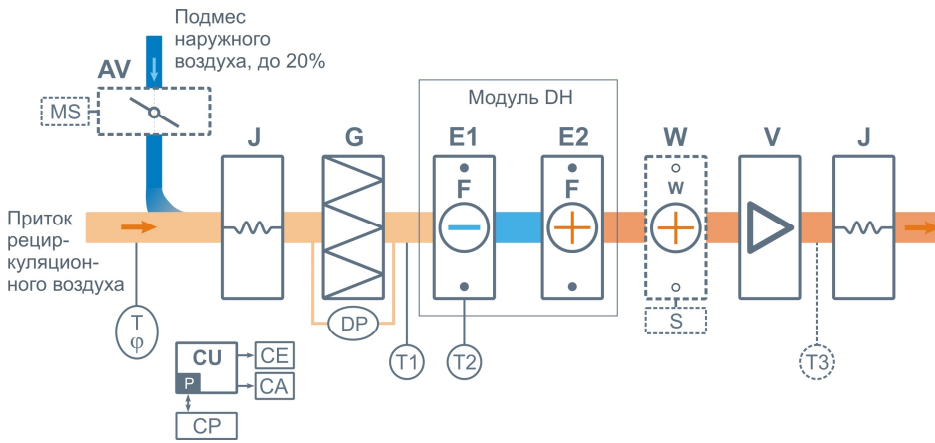 Подмес
наружного
воздуха, до 20%
AV
MS
Модуль DH
J
G
E1
E2
W
V
J
F
F
w
Приток
рецир-
куляцион-
ного воздуха
T
φ
DP
S
T1
T2
T3
CU
P
CE
CA
CP